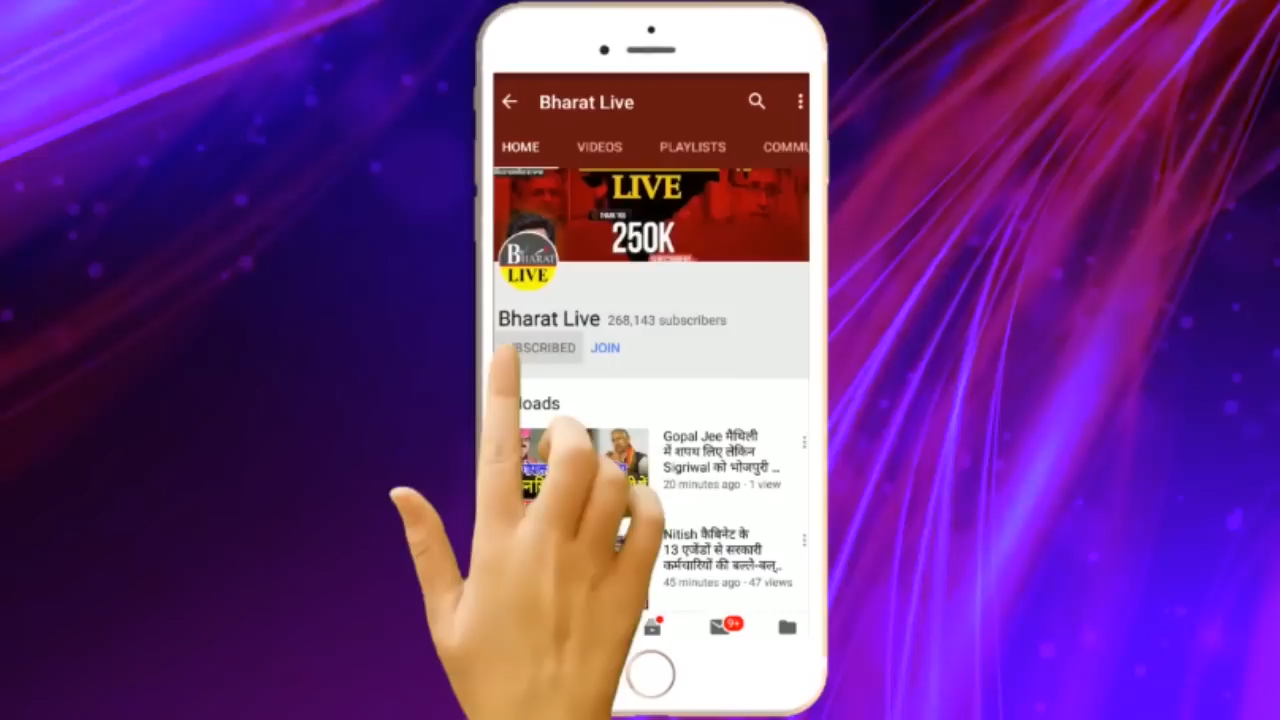 Bharat Live
HOME VIDEOS PLAYLISTS COMMU
LIVE
THANK YOU
250K
BHARAT
LIVE
Bharat Live 268,143 subscribers
BSCRIBED JOIN
loads
Gopal Jee मैथिली
में शपथ लिए लेकिन
Sigriwal को भोजपुरी ...
20 minutes ago · 1 view
Nitish कैबिनेट के
13 एजेंडों से सरकारी
कर्मचारियों की बल्ले-बल्..
45 minutes ago · 47 views
9+